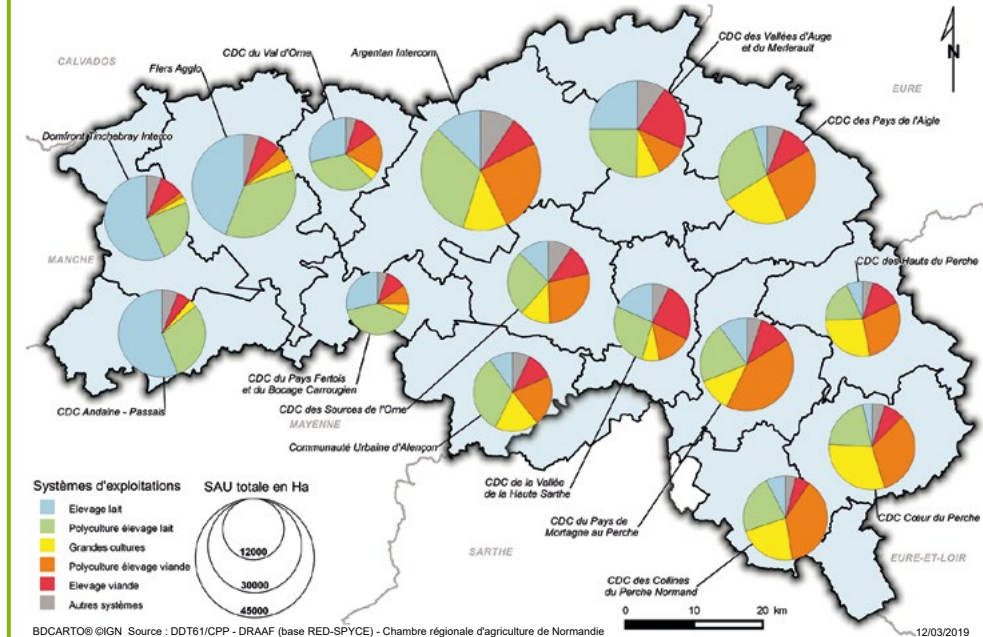 CDC des Vallées d'Auge
et du Merlerault
CDC du Val d'Orne
Argentan Intercom
N
CALVADOS
Flers Agglo
EURE
CDC des Pays de l'Aigle
Domfront Tinchebray Interco
MANCHE
CDC des Hauts du Perche
CDC du Pays Fertois
et du Bocage Carrougien
CDC Andaine - Passais
CDC des Sources de l'Orne
MAYENNE
Communauté Urbaine d'Alençon
CDC de la Vallée
de la Haute Sarthe
CDC du Pays de
Mortagne au Perche
CDC Cœur du Perche
SARTHE
EURE-ET-LOIR
CDC des Collines
du Perche Normand
Systèmes d'exploitations
Elevage lait
Polyculture élevage lait
Grandes cultures
Polyculture élevage viande
Elevage viande
Autres systèmes
SAU totale en Ha
12000
30000
45000
0 10 20 km
BDCARTO® ©IGN Source : DDT61/CPP - DRAAF (base RED-SPYCE) - Chambre régionale d'agriculture de Normandie
12/03/2019